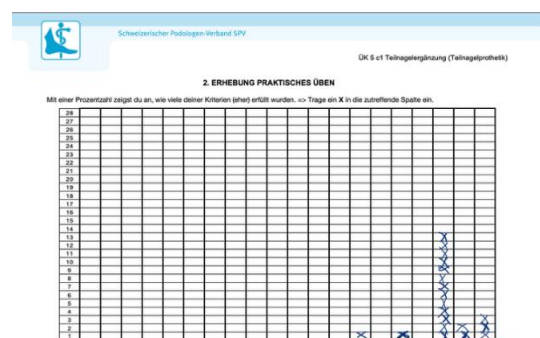 Schweizerischer Podologen-Verband SPV
ÜK 5 c1 Teilnagelergänzung (Teilnagelprothetik)
2. ERHEBUNG PRAKTISCHES ÜBEN
Mit einer Prozentzahl zeigst du an, wie viele deiner Kriterien (eher) erfüllt wurden. => Trage ein X in die zutreffende Spalte ein.
28
27
26
25
24
23
22
21
20
19
18
17
16
15
14
13 X
12 X
11 X
10 X
9 X
8 X
7 X
6 X
5 X
4 X
3 X X
2 X X X
1 X X X X X